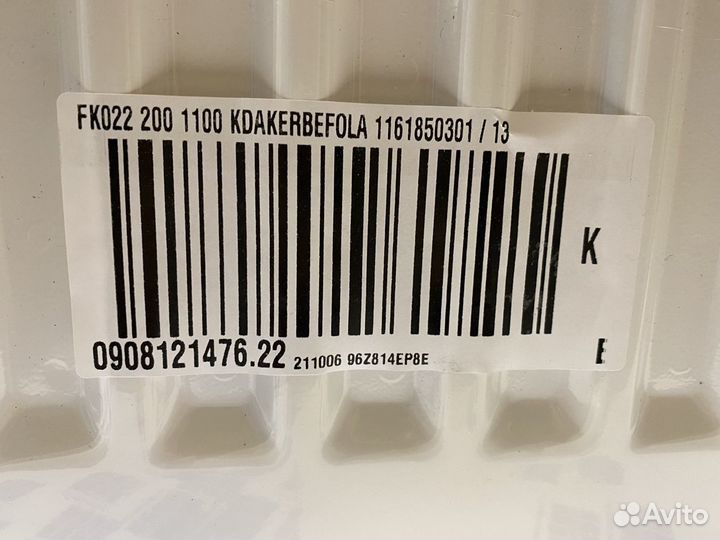 FK022 200 1100 KDAKERBEFOLA 1161850301 / 13
K
0908121476.22 211006 96Z814EP8E E
Avito